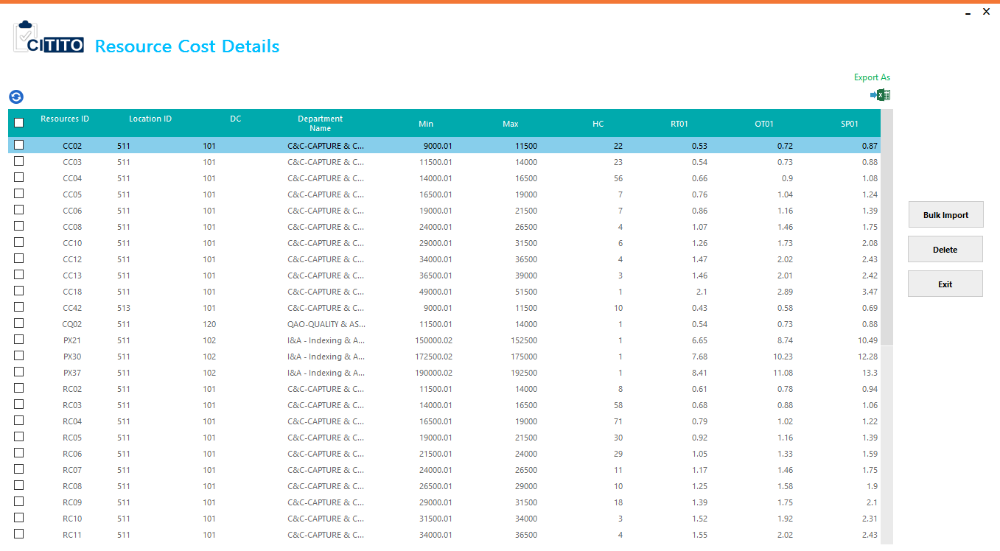 CITITO
Resource Cost Details
Export As
Resources ID Location ID DC Department Name Min Max HC RT01 OT01 SP01
CC02 511 101 C&C-CAPTURE & C... 9000.01 11500 22 0.53 0.72 0.87
CC03 511 101 C&C-CAPTURE & C... 11500.01 14000 23 0.54 0.73 0.88
CC04 511 101 C&C-CAPTURE & C... 14000.01 16500 56 0.66 0.9 1.08
CC05 511 101 C&C-CAPTURE & C... 16500.01 19000 7 0.76 1.04 1.24
CC06 511 101 C&C-CAPTURE & C... 19000.01 21500 7 0.86 1.16 1.39
CC08 511 101 C&C-CAPTURE & C... 24000.01 26500 4 1.07 1.46 1.75
CC10 511 101 C&C-CAPTURE & C... 29000.01 31500 6 1.26 1.73 2.08
CC12 511 101 C&C-CAPTURE & C... 34000.01 36500 4 1.47 2.02 2.43
CC13 511 101 C&C-CAPTURE & C... 36500.01 39000 3 1.46 2.01 2.42
CC18 511 101 C&C-CAPTURE & C... 49000.01 51500 1 2.1 2.89 3.47
CC42 513 101 C&C-CAPTURE & C... 9000.01 11500 10 0.43 0.58 0.69
CQ02 511 120 QAO-QUALITY & AS... 11500.01 14000 1 0.54 0.73 0.88
PX21 511 102 I&A - Indexing & A... 150000.02 152500 1 6.65 8.74 10.49
PX30 511 102 I&A - Indexing & A... 172500.02 175000 1 7.68 10.23 12.28
PX37 511 102 I&A - Indexing & A... 190000.02 192500 1 8.41 11.08 13.3
RC02 511 101 C&C-CAPTURE & C... 11500.01 14000 8 0.61 0.78 0.94
RC03 511 101 C&C-CAPTURE & C... 14000.01 16500 58 0.68 0.88 1.06
RC04 511 101 C&C-CAPTURE & C... 16500.01 19000 71 0.79 1.02 1.22
RC05 511 101 C&C-CAPTURE & C... 19000.01 21500 30 0.92 1.16 1.39
RC06 511 101 C&C-CAPTURE & C... 21500.01 24000 29 1.05 1.33 1.59
RC07 511 101 C&C-CAPTURE & C... 24000.01 26500 11 1.17 1.46 1.75
RC08 511 101 C&C-CAPTURE & C... 26500.01 29000 10 1.25 1.58 1.9
RC09 511 101 C&C-CAPTURE & C... 29000.01 31500 18 1.39 1.75 2.1
RC10 511 101 C&C-CAPTURE & C... 31500.01 34000 3 1.52 1.92 2.31
RC11 511 101 C&C-CAPTURE & C... 34000.01 36500 4 1.55 2.02 2.43
Bulk Import
Delete
Exit